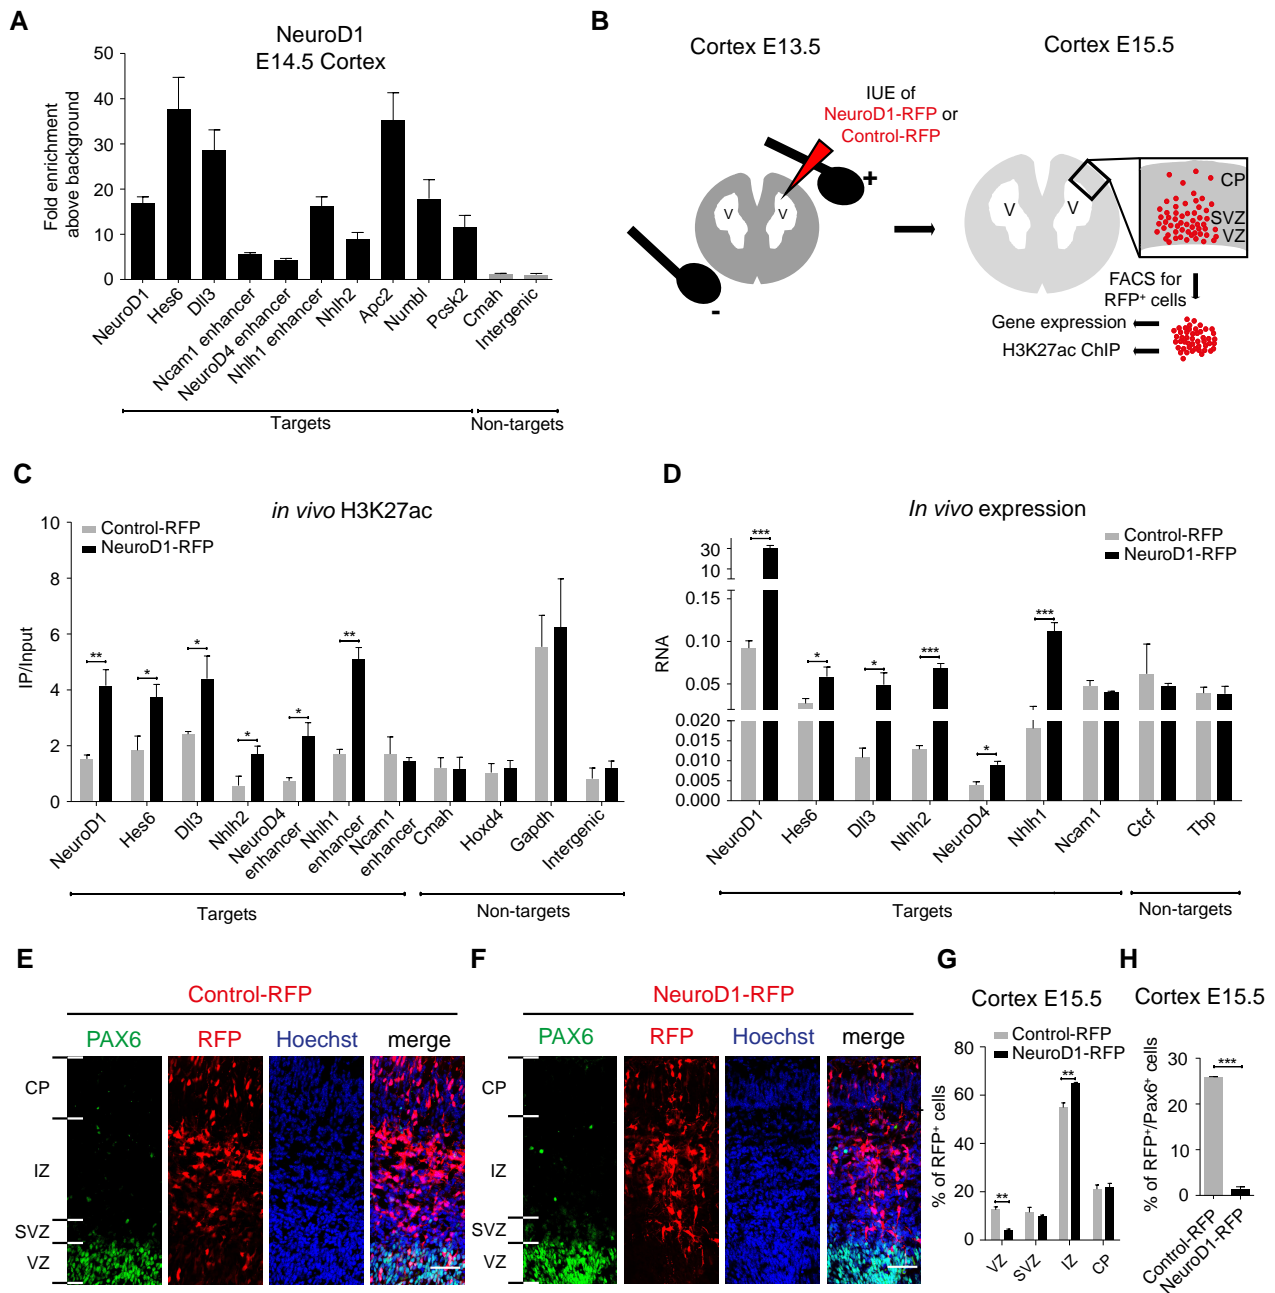 A
NeuroD1
E14.5 Cortex
Fold enrichment
above background
50
40
30
20
10
0
NeuroD1
Hes6
Dll3
Ncam1 enhancer
NeuroD4 enhancer
Nhlh1 enhancer
Nhlh2
Apc2
Numbl
Pcsk2
Cmah
Intergenic
Targets
Non-targets
B
Cortex E13.5
Cortex E15.5
IUE of
NeuroD1-RFP or
Control-RFP
+
-
V
V
V
V
CP
SVZ
VZ
FACS for
RFP+ cells
Gene expression
H3K27ac ChIP
C
in vivo H3K27ac
Control-RFP
NeuroD1-RFP
IP/Input
10
8
6
4
2
0
**
*
*
*
*
**
NeuroD1
Hes6
Dll3
Nhlh2
NeuroD4
enhancer
Nhlh1
enhancer
Ncam1
enhancer
Cmah
Hoxd4
Gapdh
Intergenic
Targets
Non-targets
D
In vivo expression
Control-RFP
NeuroD1-RFP
RNA
30
10
0.15
0.10
0.05
0.020
0.015
0.010
0.005
0.000
***
*
*
***
*
***
NeuroD1
Hes6
Dll3
Nhlh2
NeuroD4
Nhlh1
Ncam1
Ctcf
Tbp
Targets
Non-targets
E
Control-RFP
PAX6
RFP
Hoechst
merge
CP
IZ
SVZ
VZ
F
NeuroD1-RFP
PAX6
RFP
Hoechst
merge
CP
IZ
SVZ
VZ
G
Cortex E15.5
Control-RFP
NeuroD1-RFP
% of RFP+ cells
80
60
40
20
0
**
**
VZ
SVZ
IZ
CP
H
Cortex E15.5
% of RFP+/Pax6+ cells
30
20
10
0
***
Control-RFP
NeuroD1-RFP